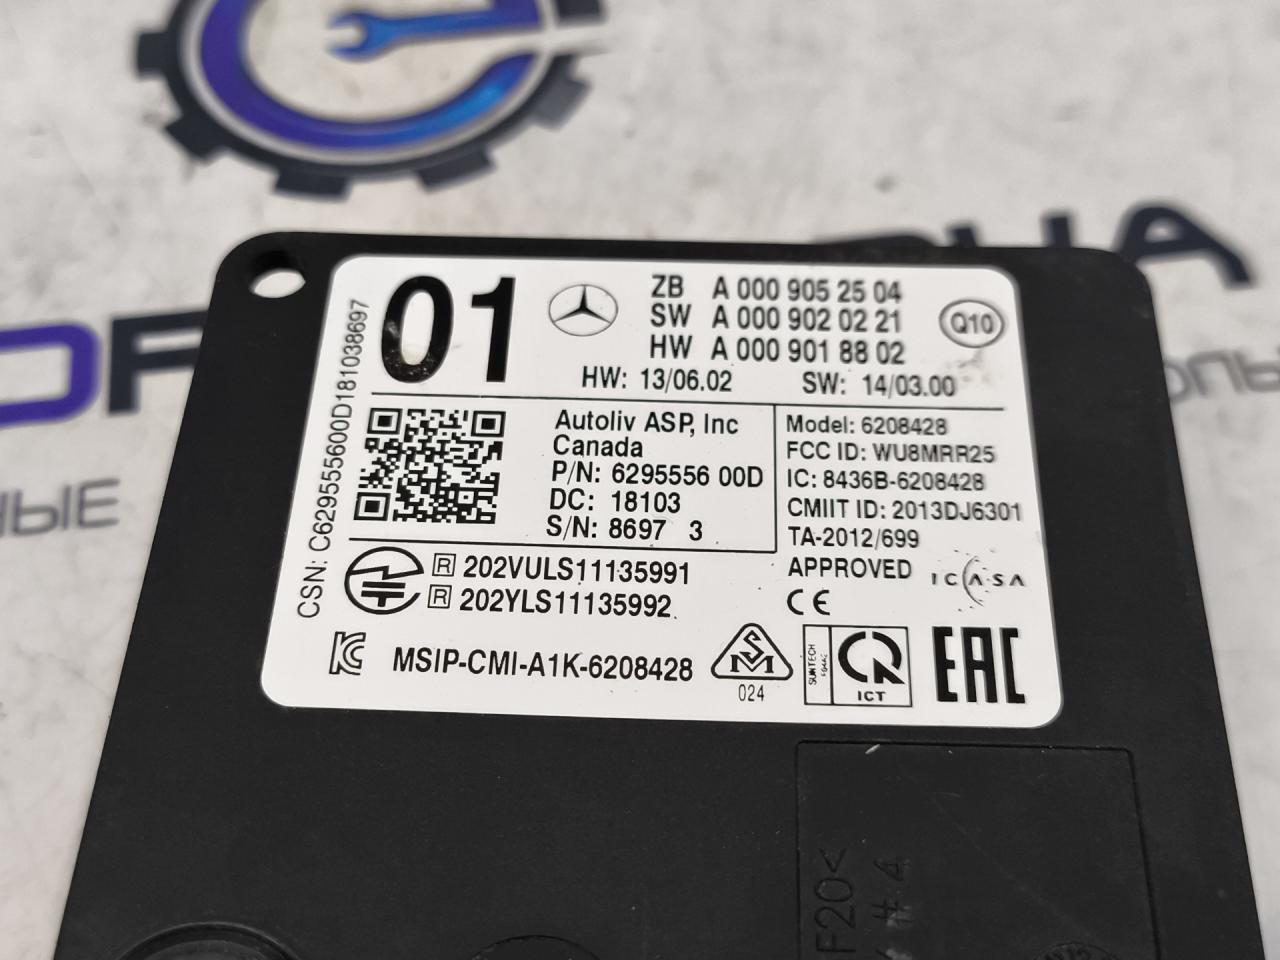 01
ZB A 000 905 25 04
SW A 000 902 02 21
HW A 000 901 88 02
Q10
HW: 13/06.02 SW: 14/03.00
CSN: C62955600D181038697
Autoliv ASP, Inc
Canada
P/N: 6295556 00D
DC: 18103
S/N: 8697 3
Model: 6208428
FCC ID: WU8MRR25
IC: 8436B-6208428
CMIIT ID: 2013DJ6301
TA-2012/699
APPROVED
ICASA
R 202VULS11135991
R 202YLS11135992
CE
MSIP-CMI-A1K-6208428
024
SUNTECH
ICT
EAC
F20<
# 4